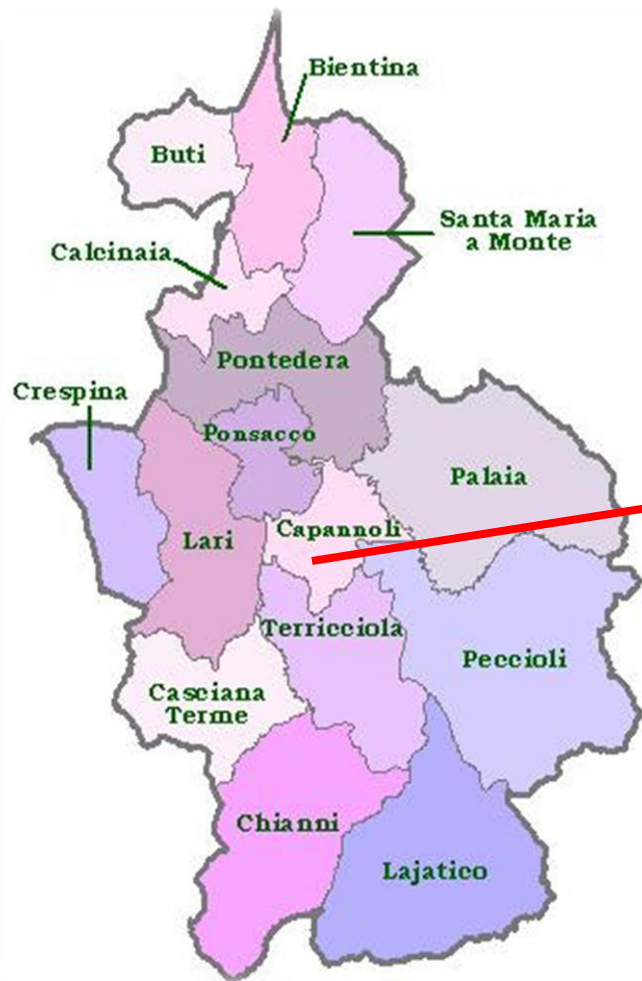 Bientina
Buti
Santa Maria
a Monte
Calcinaia
Pontedera
Crespina
Ponsacco
Palaia
Capannoli
Lari
Terricciola
Peccioli
Casciana
Terme
Chianni
Lajatico